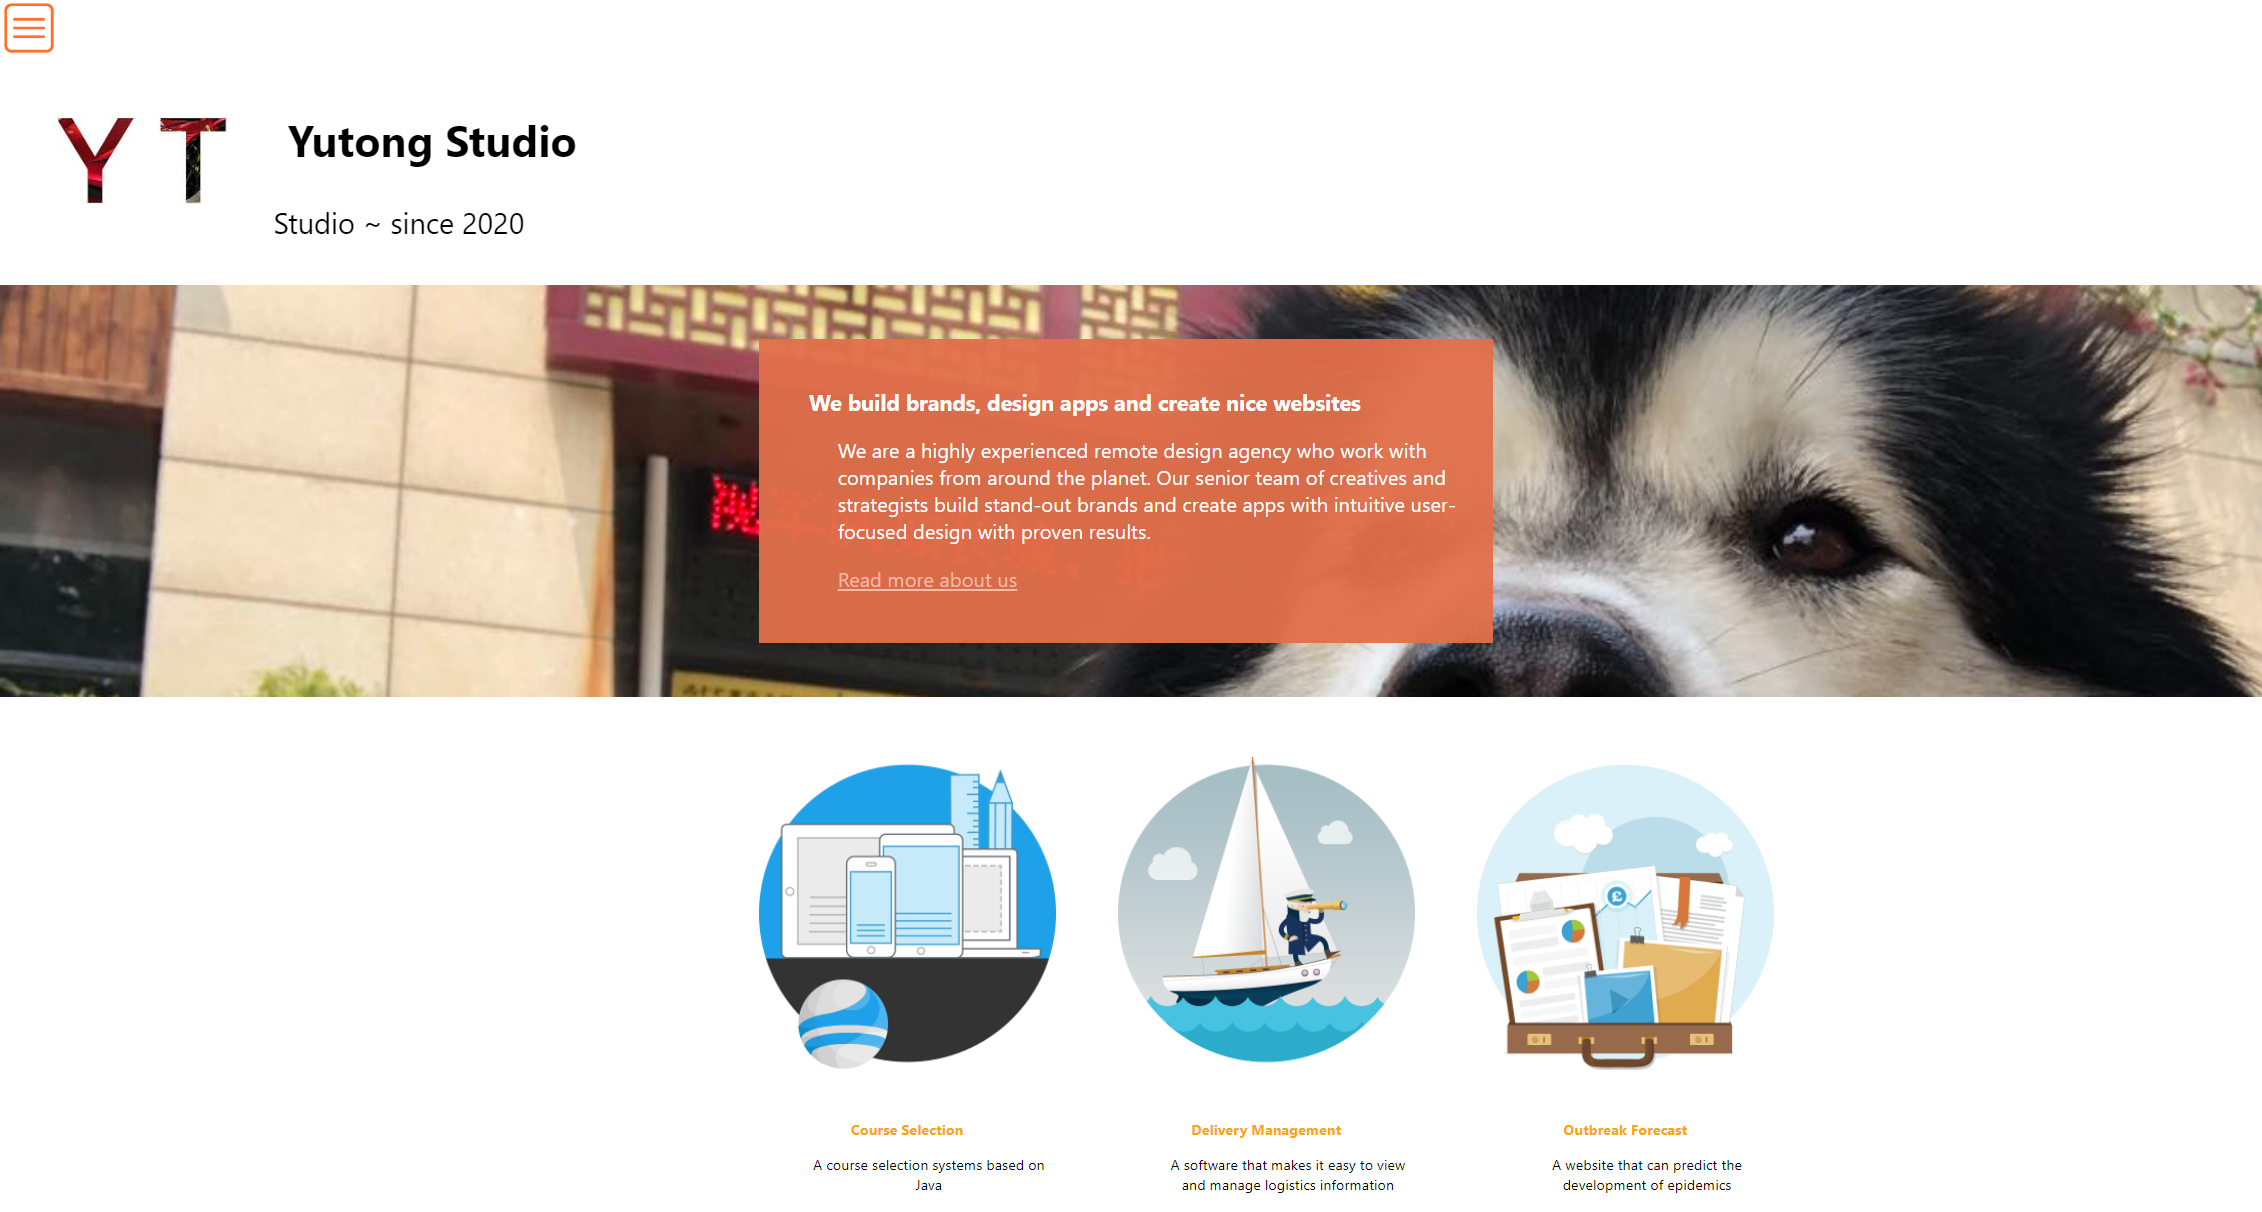 Y T
Yutong Studio
Studio ~ since 2020
We build brands, design apps and create nice websites
We are a highly experienced remote design agency who work with
companies from around the planet. Our senior team of creatives and
strategists build stand-out brands and create apps with intuitive user-
focused design with proven results.
Read more about us
Course Selection
A course selection systems based on
Java
Delivery Management
A software that makes it easy to view
and manage logistics information
Outbreak Forecast
A website that can predict the
development of epidemics